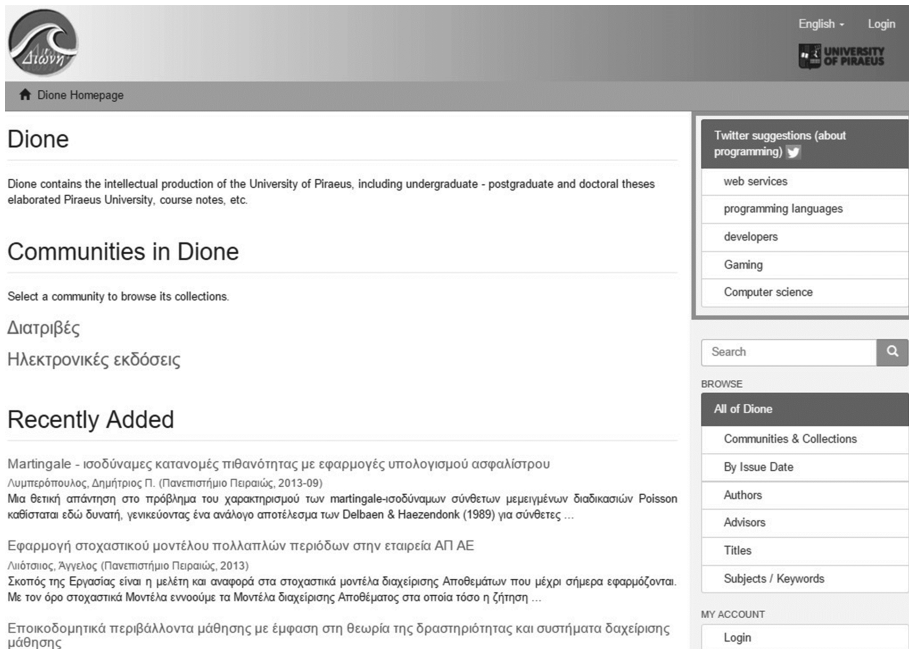 Διώνη
English
Login
UNIVERSITY
OF PIRAEUS
Dione Homepage
Dione
Dione contains the intellectual production of the University of Piraeus, including undergraduate - postgraduate and doctoral theses
elaborated Piraeus University, course notes, etc.
Communities in Dione
Select a community to browse its collections.
Διατριβές
Ηλεκτρονικές εκδόσεις
Recently Added
Martingale - ισοδύναμες κατανομές πιθανότητας με εφαρμογές υπολογισμού ασφαλίστρου
Λυμπερόπουλος, Δημήτριος Π. (Πανεπιστήμιο Πειραιώς, 2013-09)
Μια θετική απάντηση στο πρόβλημα του χαρακτηρισμού των martingale-ισοδύναμων σύνθετων μεμειγμένων διαδικασιών Poisson
καθίσταται εδώ δυνατή, γενικεύοντας ένα ανάλογο αποτέλεσμα των Delbaen & Haezendonk (1989) για σύνθετες ...
Εφαρμογή στοχαστικού μοντέλου πολλαπλών περιόδων στην εταιρεία ΑΠ ΑΕ
Λιότσιος, Άγγελος (Πανεπιστήμιο Πειραιώς, 2013)
Σκοπός της Εργασίας είναι η μελέτη και αναφορά στα στοχαστικά μοντέλα διαχείρισης Αποθεμάτων που μέχρι σήμερα εφαρμόζονται.
Με τον όρο στοχαστικά Μοντέλα εννοούμε τα Μοντέλα διαχείρισης Αποθέματος στα οποία τόσο η ζήτηση ...
Εποικοδομητικά περιβάλλοντα μάθησης με έμφαση στη θεωρία της δραστηριότητας και συστήματα δαχείρισης
μάθησης
Twitter suggestions (about
programming)
web services
programming languages
developers
Gaming
Computer science
Search
BROWSE
All of Dione
Communities & Collections
By Issue Date
Authors
Advisors
Titles
Subjects / Keywords
MY ACCOUNT
Login